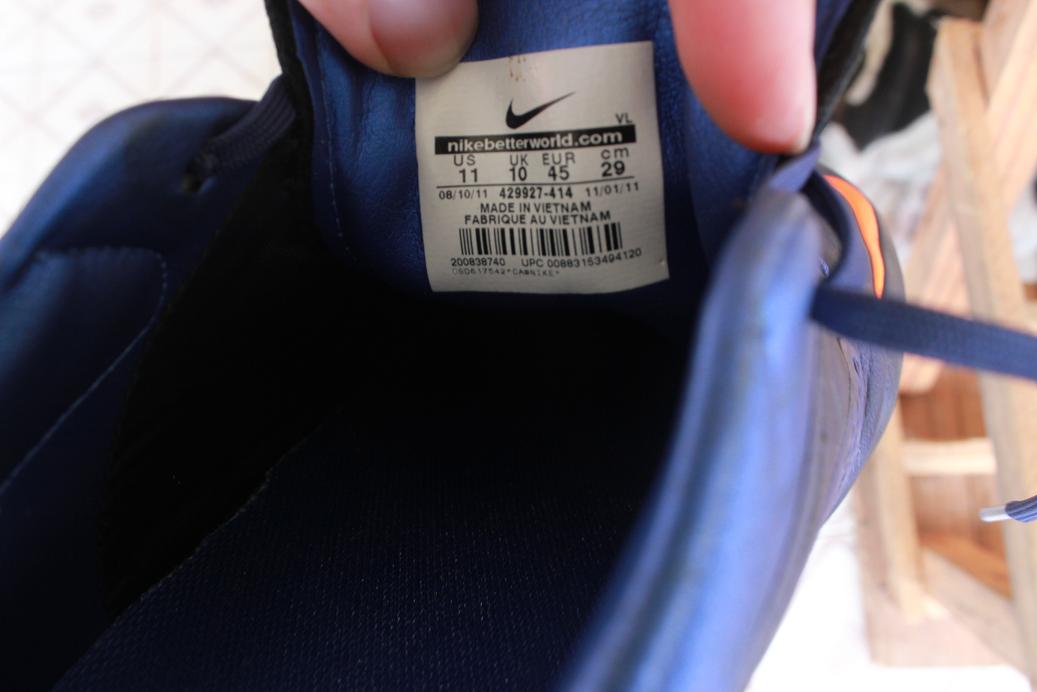 VL
nikebetterworld.com
US UK EUR cm
11 10 45 29
08/10/11 429927-414 11/01/11
MADE IN VIETNAM
FABRIQUE AU VIETNAM
200838740 UPC 00883153494120